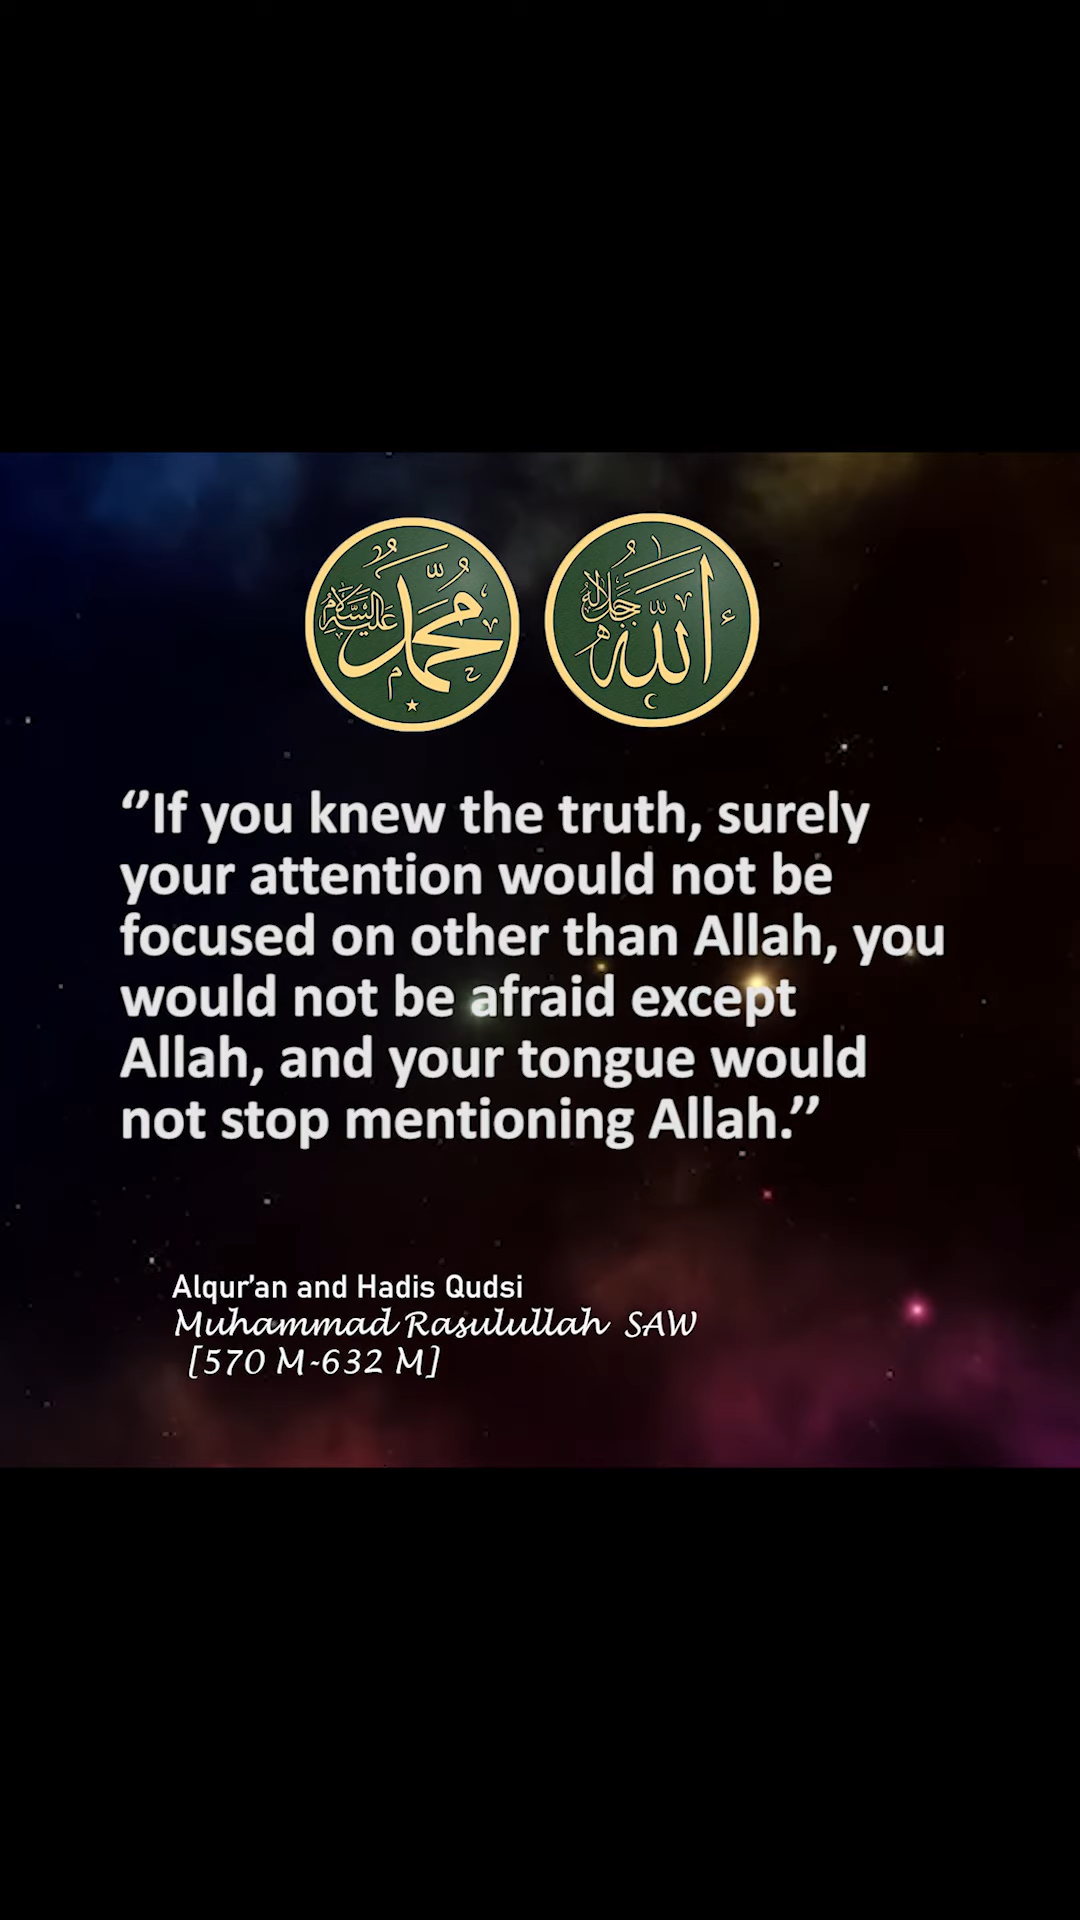 محمد عليه السلام
الله جل جلاله
‘’If you knew the truth, surely
your attention would not be
focused on other than Allah, you
would not be afraid except
Allah, and your tongue would
not stop mentioning Allah.’’
Alqur’an and Hadis Qudsi
Muhammad Rasulullah SAW
[570 M-632 M]